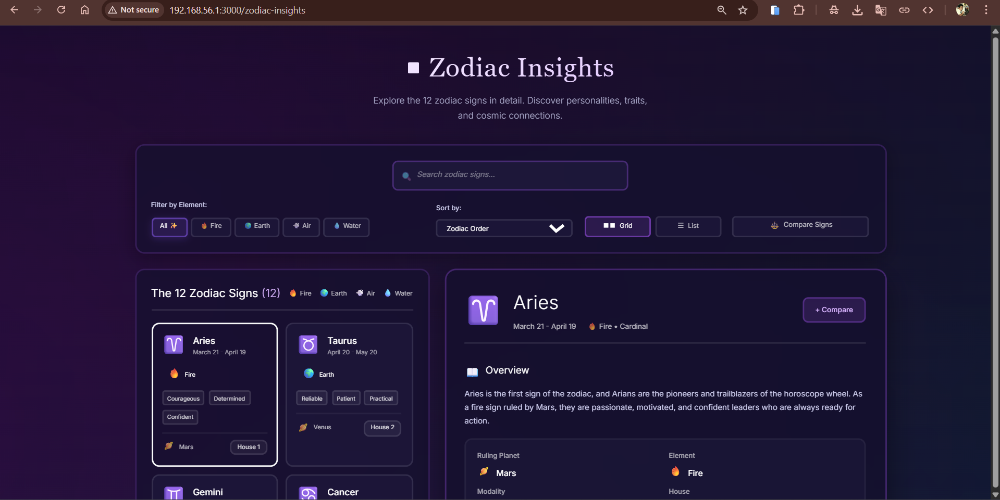 Not secure
192.168.56.1:3000/zodiac-insights
Zodiac Insights
Explore the 12 zodiac signs in detail. Discover personalities, traits,
and cosmic connections.
Search zodiac signs...
Filter by Element:
All ✨ 🔥 Fire 🌍 Earth 💨 Air 💧 Water
Sort by:
Zodiac Order
Grid
☰ List
⚖️ Compare Signs
The 12 Zodiac Signs (12)
Fire Earth Air Water
♈ Aries
March 21 - April 19
Fire
Courageous Determined
Confident
Mars House 1
♉ Taurus
April 20 - May 20
Earth
Reliable Patient Practical
Venus House 2
♊ Gemini
♋ Cancer
♈ Aries
March 21 - April 19 Fire • Cardinal
+ Compare
Overview
Aries is the first sign of the zodiac, and Arians are the pioneers and trailblazers of the horoscope wheel. As
a fire sign ruled by Mars, they are passionate, motivated, and confident leaders who are always ready for
action.
Ruling Planet
Mars
Element
Fire
Modality
House